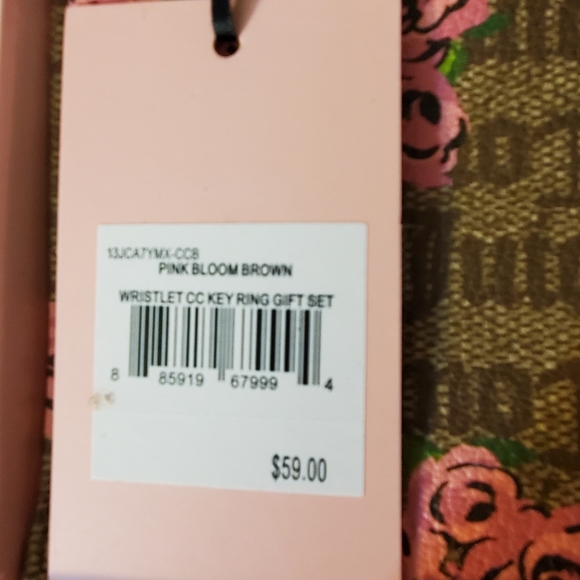 13JCA7YMX-CCB
PINK BLOOM BROWN
WRISTLET CC KEY RING GIFT SET
8 85919 67999 4
$59.00